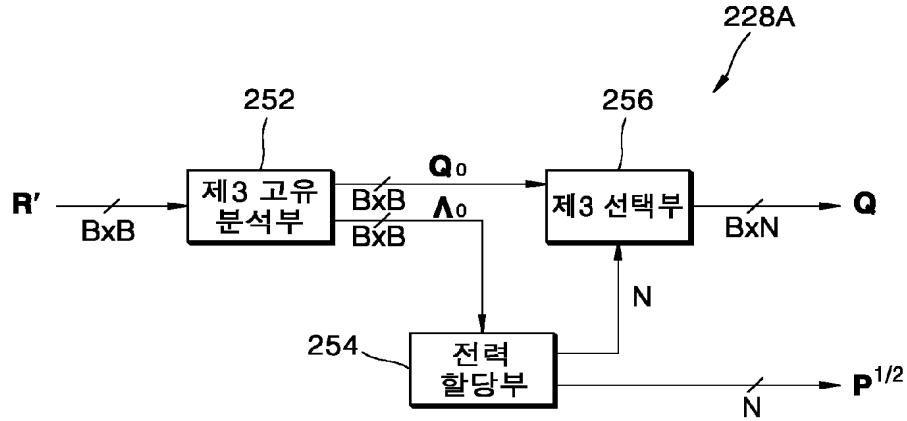 228A
252
256
R′
BxB
제3 고유
분석부
Q₀
BxB
Λ₀
BxB
제3 선택부
BxN
Q
N
254
전력
할당부
N
P^{1/2}